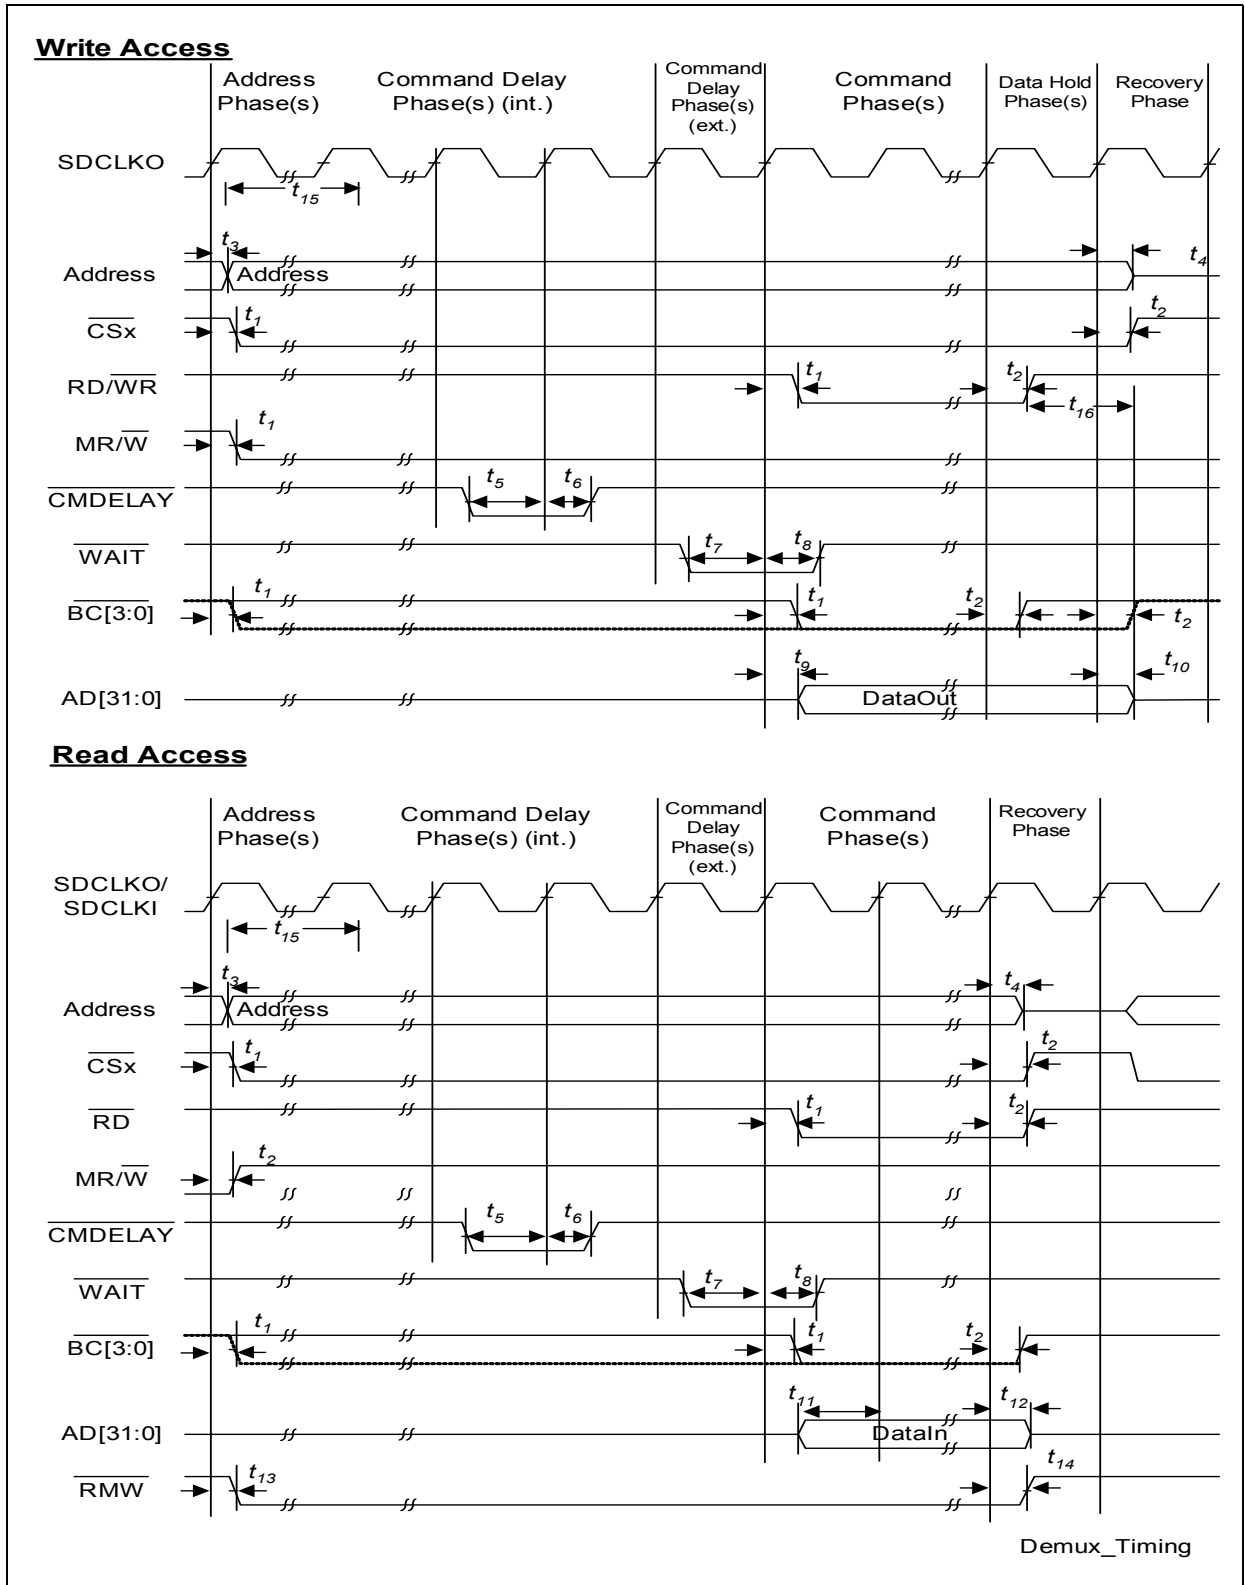 Write Access
Address Phase(s)
Command Delay Phase(s) (int.)
Command Delay Phase(s) (ext.)
Command Phase(s)
Data Hold Phase(s)
Recovery Phase
SDCLKO
t15
t3
t4
Address
Address
t1
t2
CSx
RD/WR
t1
t2
t16
t1
MR/W
t5
t6
CMDELAY
t7
t8
WAIT
t1
t1
t2
BC[3:0]
t2
t9
t10
AD[31:0]
DataOut
Read Access
Address Phase(s)
Command Delay Phase(s) (int.)
Command Delay Phase(s) (ext.)
Command Phase(s)
Recovery Phase
SDCLKO/
SDCLKI
t15
t3
t4
Address
Address
t1
t2
CSx
t1
t2
RD
t2
MR/W
t5
t6
CMDELAY
t7
t8
WAIT
t1
t1
t2
BC[3:0]
t11
t12
AD[31:0]
DataIn
t13
t14
RMW
Demux_Timing